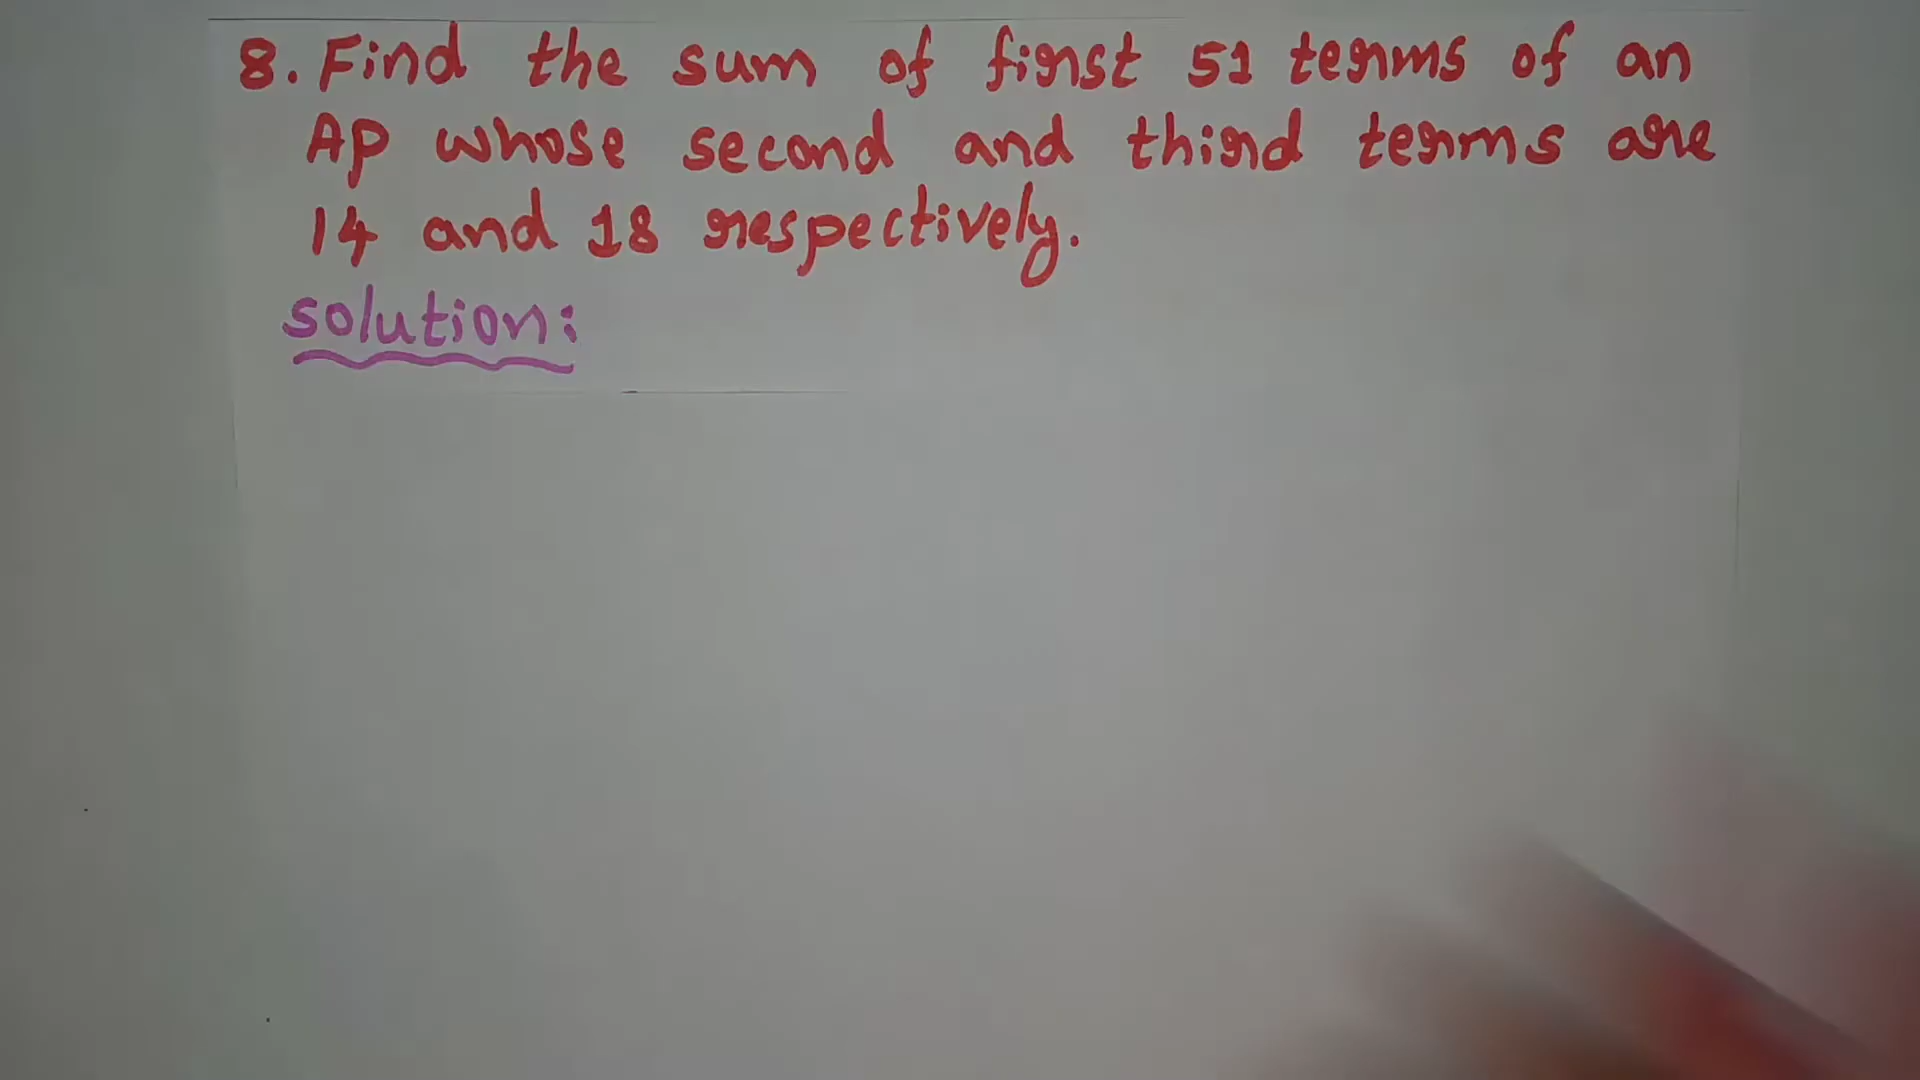 8. Find the sum of first 51 terms of an
AP whose second and third terms are
14 and 18 respectively.
solution: